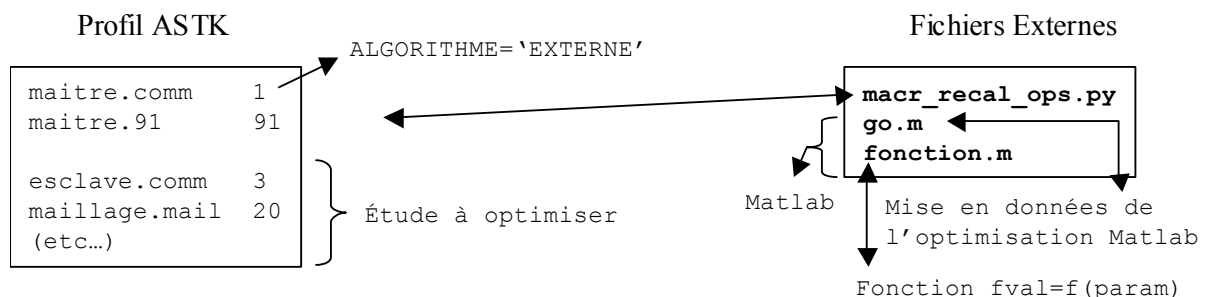 Profil ASTK
ALGORITHME=‘EXTERNE’
maitre.comm 1
maitre.91 91
esclave.comm 3
maillage.mail 20
(etc…)
Étude à optimiser
Fichiers Externes
macr_recal_ops.py
go.m
fonction.m
Matlab
Mise en données de
l’optimisation Matlab
Fonction fval=f(param)